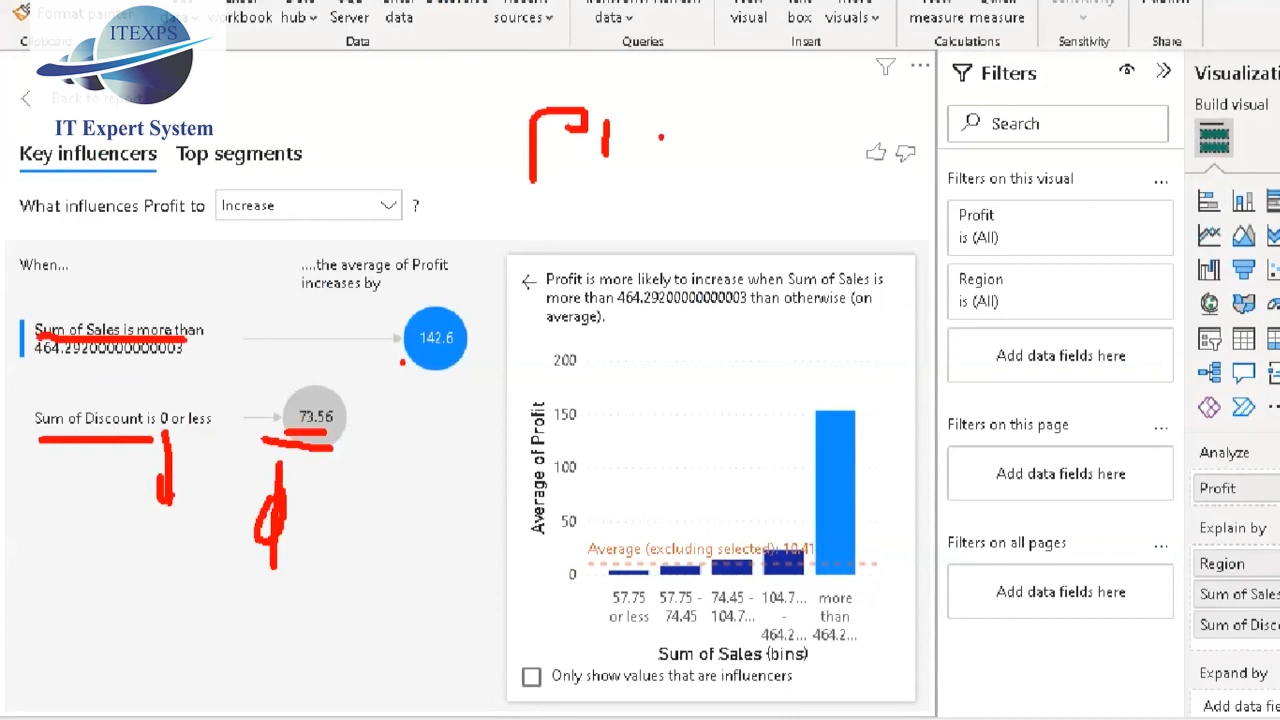 Format painter
data
workbook
hub
Server
data
sources
data
visual
box
visuals
measure
measure
Clipboard
Data
Queries
Insert
Calculations
Sensitivity
Share
ITEXPS
IT Expert System
Back to report
Key influencers
Top segments
What influences Profit to
Increase
?
When...
....the average of Profit
increases by
Sum of Sales is more than
464.29200000000003
142.6
Sum of Discount is 0 or less
73.56
Profit is more likely to increase when Sum of Sales is
more than 464.29200000000003 than otherwise (on
average).
200
150
100
50
0
Average of Profit
Average (excluding selected): 10.41
57.75
or less
57.75 -
74.45
74.45 -
104.7...
104.7...
-
464.2...
more
than
464.2...
Sum of Sales (bins)
Only show values that are influencers
Filters
Search
Filters on this visual
...
Profit
is (All)
Region
is (All)
Add data fields here
Filters on this page
...
Add data fields here
Filters on all pages
...
Add data fields here
Build visual
Analyze
Profit
Explain by
Region
Sum of
Sum of
Expand by
Add data